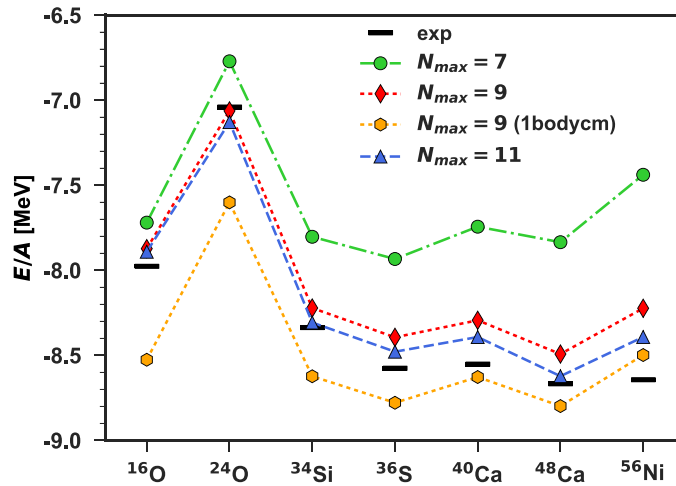 -6.5
-7.0
-7.5
-8.0
-8.5
-9.0
E/A [MeV]
exp
Nmax = 7
Nmax = 9
Nmax = 9 (1bodycm)
Nmax = 11
¹⁶O ²⁴O ³⁴Si ³⁶S ⁴⁰Ca ⁴⁸Ca ⁵⁶Ni